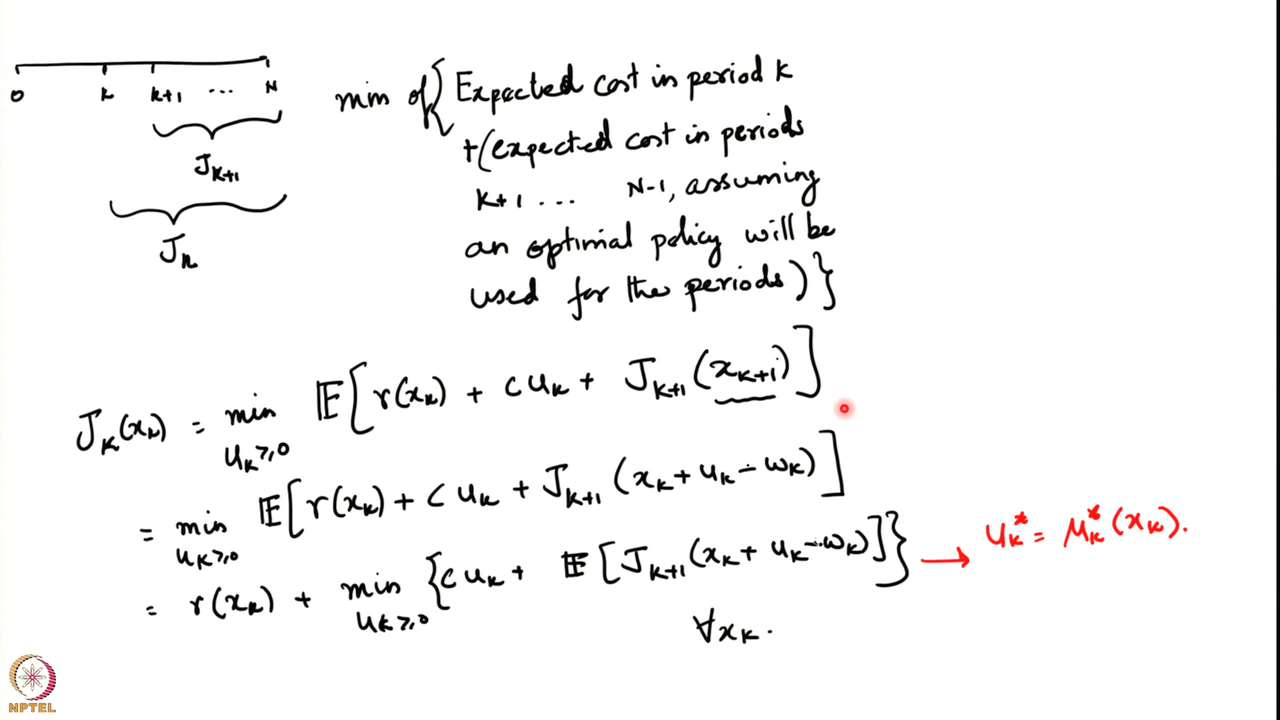 0 k k+1 ... N
J_{k+1}
J_k
min of { Expected cost in period k
+ (expected cost in periods
k+1 ... N-1, assuming
an optimal policy will be
used for the periods) }
J_k(x_k) = min_{u_k ≥ 0} 𝔼[ r(x_k) + c u_k + J_{k+1}(x_{k+1}) ]
= min_{u_k ≥ 0} 𝔼[ r(x_k) + c u_k + J_{k+1}(x_k + u_k - w_k) ]
= r(x_k) + min_{u_k ≥ 0} { c u_k + 𝔼[ J_{k+1}(x_k + u_k - w_k) ] } → u_k^* = μ_k^*(x_k).
∀ x_k.
NPTEL